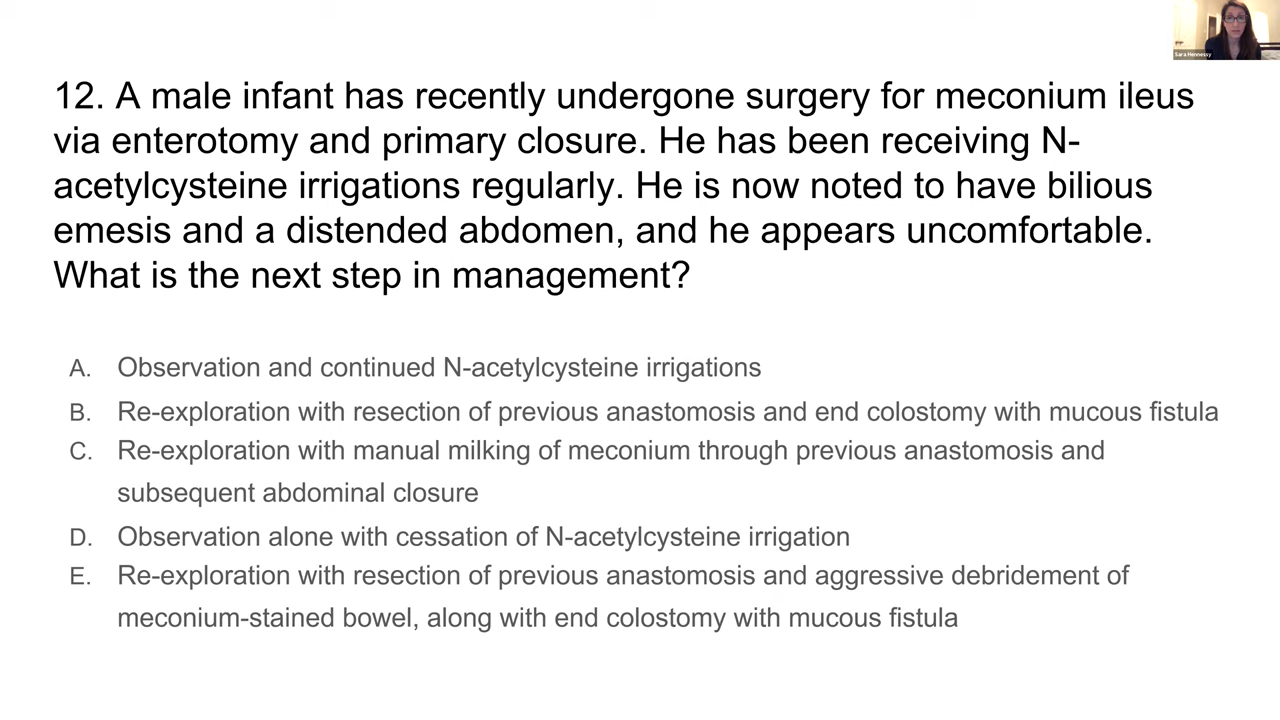 Sara Hennessy
12. A male infant has recently undergone surgery for meconium ileus
via enterotomy and primary closure. He has been receiving N-
acetylcysteine irrigations regularly. He is now noted to have bilious
emesis and a distended abdomen, and he appears uncomfortable.
What is the next step in management?
A. Observation and continued N-acetylcysteine irrigations
B. Re-exploration with resection of previous anastomosis and end colostomy with mucous fistula
C. Re-exploration with manual milking of meconium through previous anastomosis and
subsequent abdominal closure
D. Observation alone with cessation of N-acetylcysteine irrigation
E. Re-exploration with resection of previous anastomosis and aggressive debridement of
meconium-stained bowel, along with end colostomy with mucous fistula